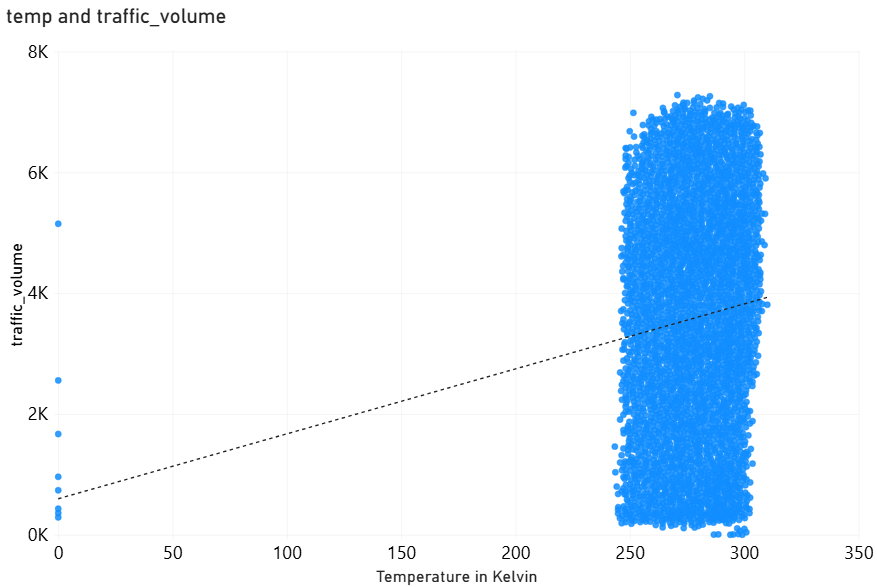 temp and traffic_volume
8K
6K
4K
2K
0K
traffic_volume
0 50 100 150 200 250 300 350
Temperature in Kelvin